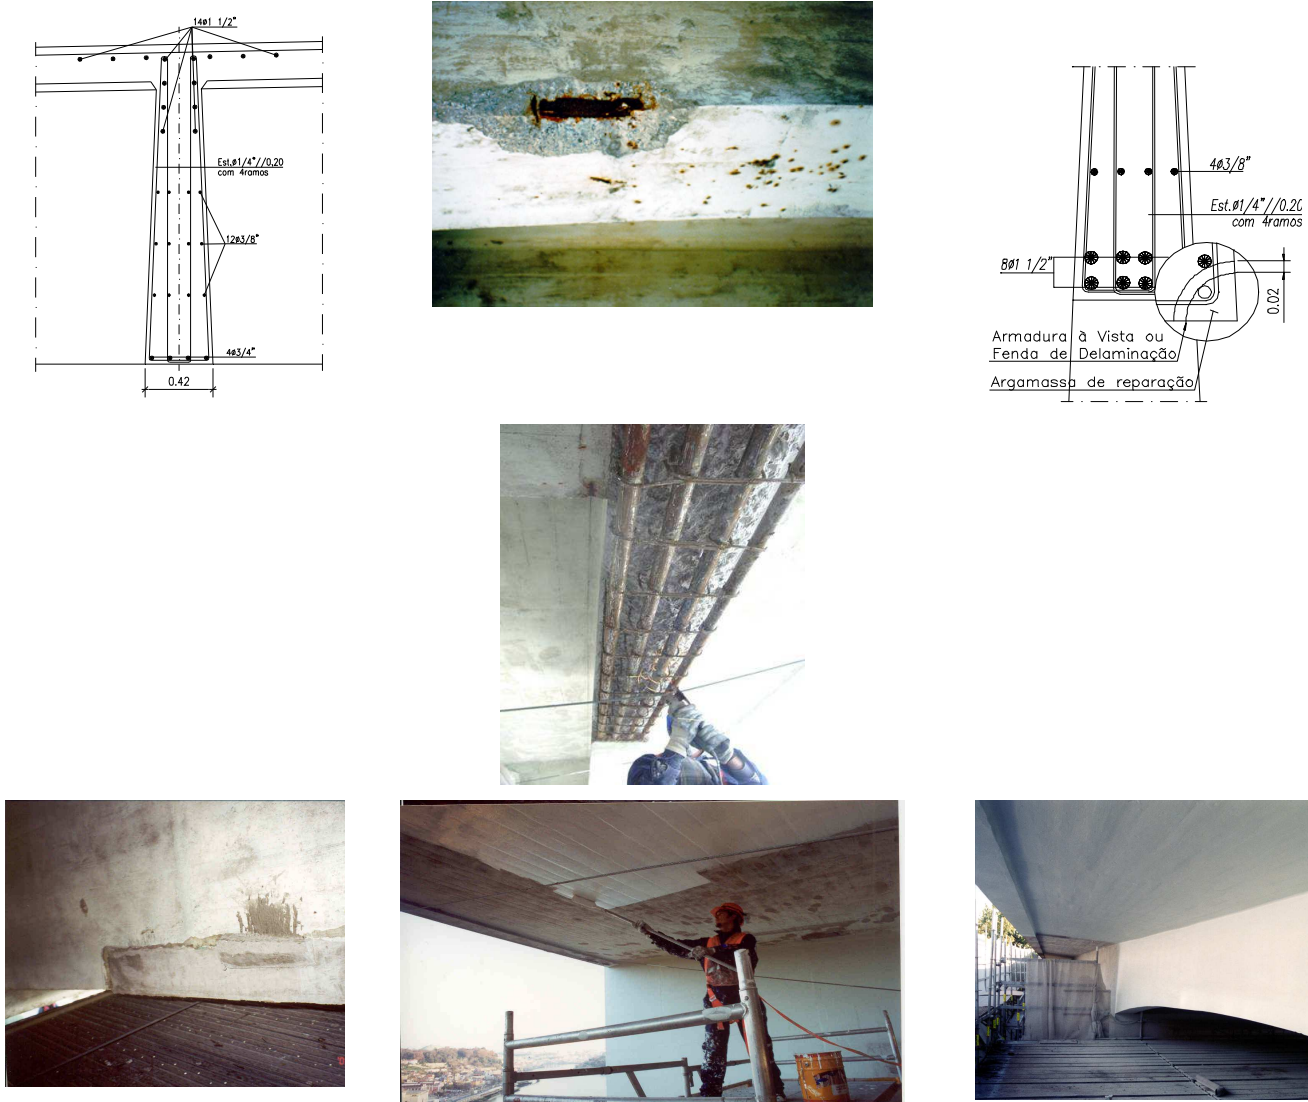 14ø1 1/2"
Est.ø1/4"//0,20
com 4ramos
12ø3/8"
4ø3/4"
0.42
4ø3/8"
Est.ø1/4"//0.20
com 4ramos
8ø1 1/2"
0.02
Armadura à Vista ou
Fenda de Delaminação
Argamassa de reparação